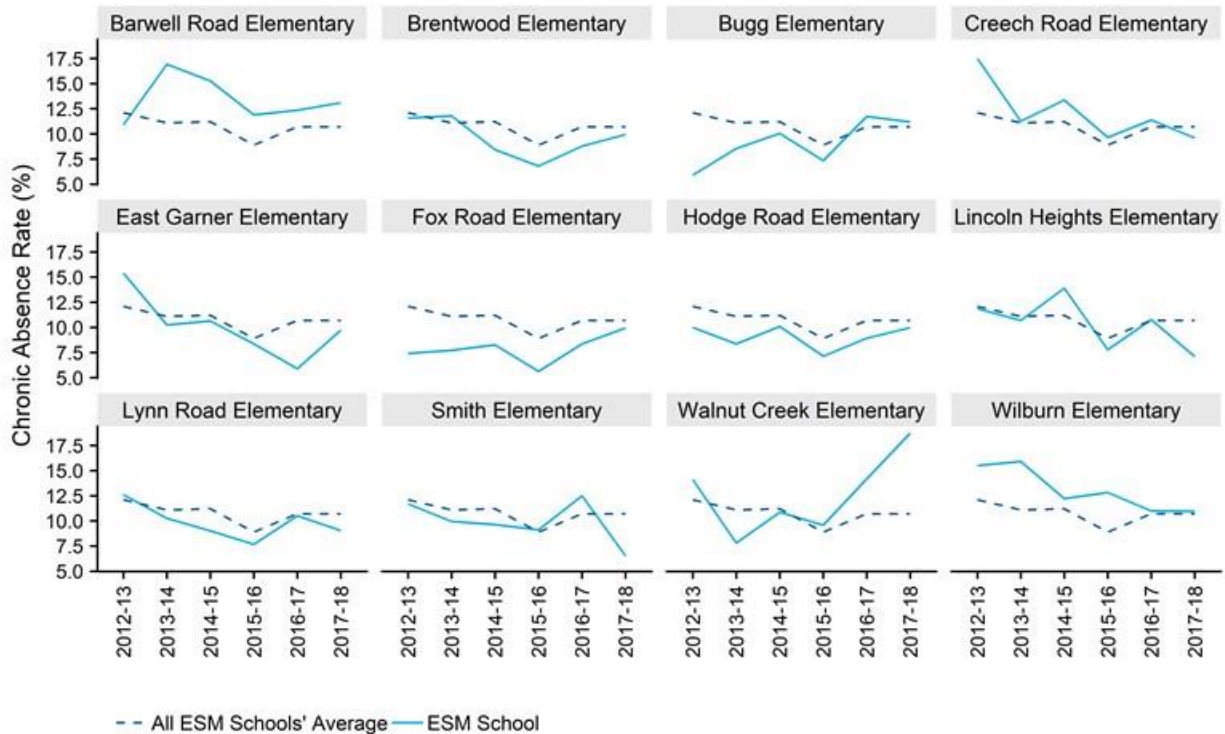 Barwell Road Elementary
Brentwood Elementary
Bugg Elementary
Creech Road Elementary
17.5
15.0
12.5
10.0
7.5
5.0
East Garner Elementary
Fox Road Elementary
Hodge Road Elementary
Lincoln Heights Elementary
17.5
15.0
12.5
10.0
7.5
5.0
Chronic Absence Rate (%)
Lynn Road Elementary
Smith Elementary
Walnut Creek Elementary
Wilburn Elementary
17.5
15.0
12.5
10.0
7.5
5.0
2012-13
2013-14
2014-15
2015-16
2016-17
2017-18
2012-13
2013-14
2014-15
2015-16
2016-17
2017-18
2012-13
2013-14
2014-15
2015-16
2016-17
2017-18
2012-13
2013-14
2014-15
2015-16
2016-17
2017-18
All ESM Schools' Average
ESM School